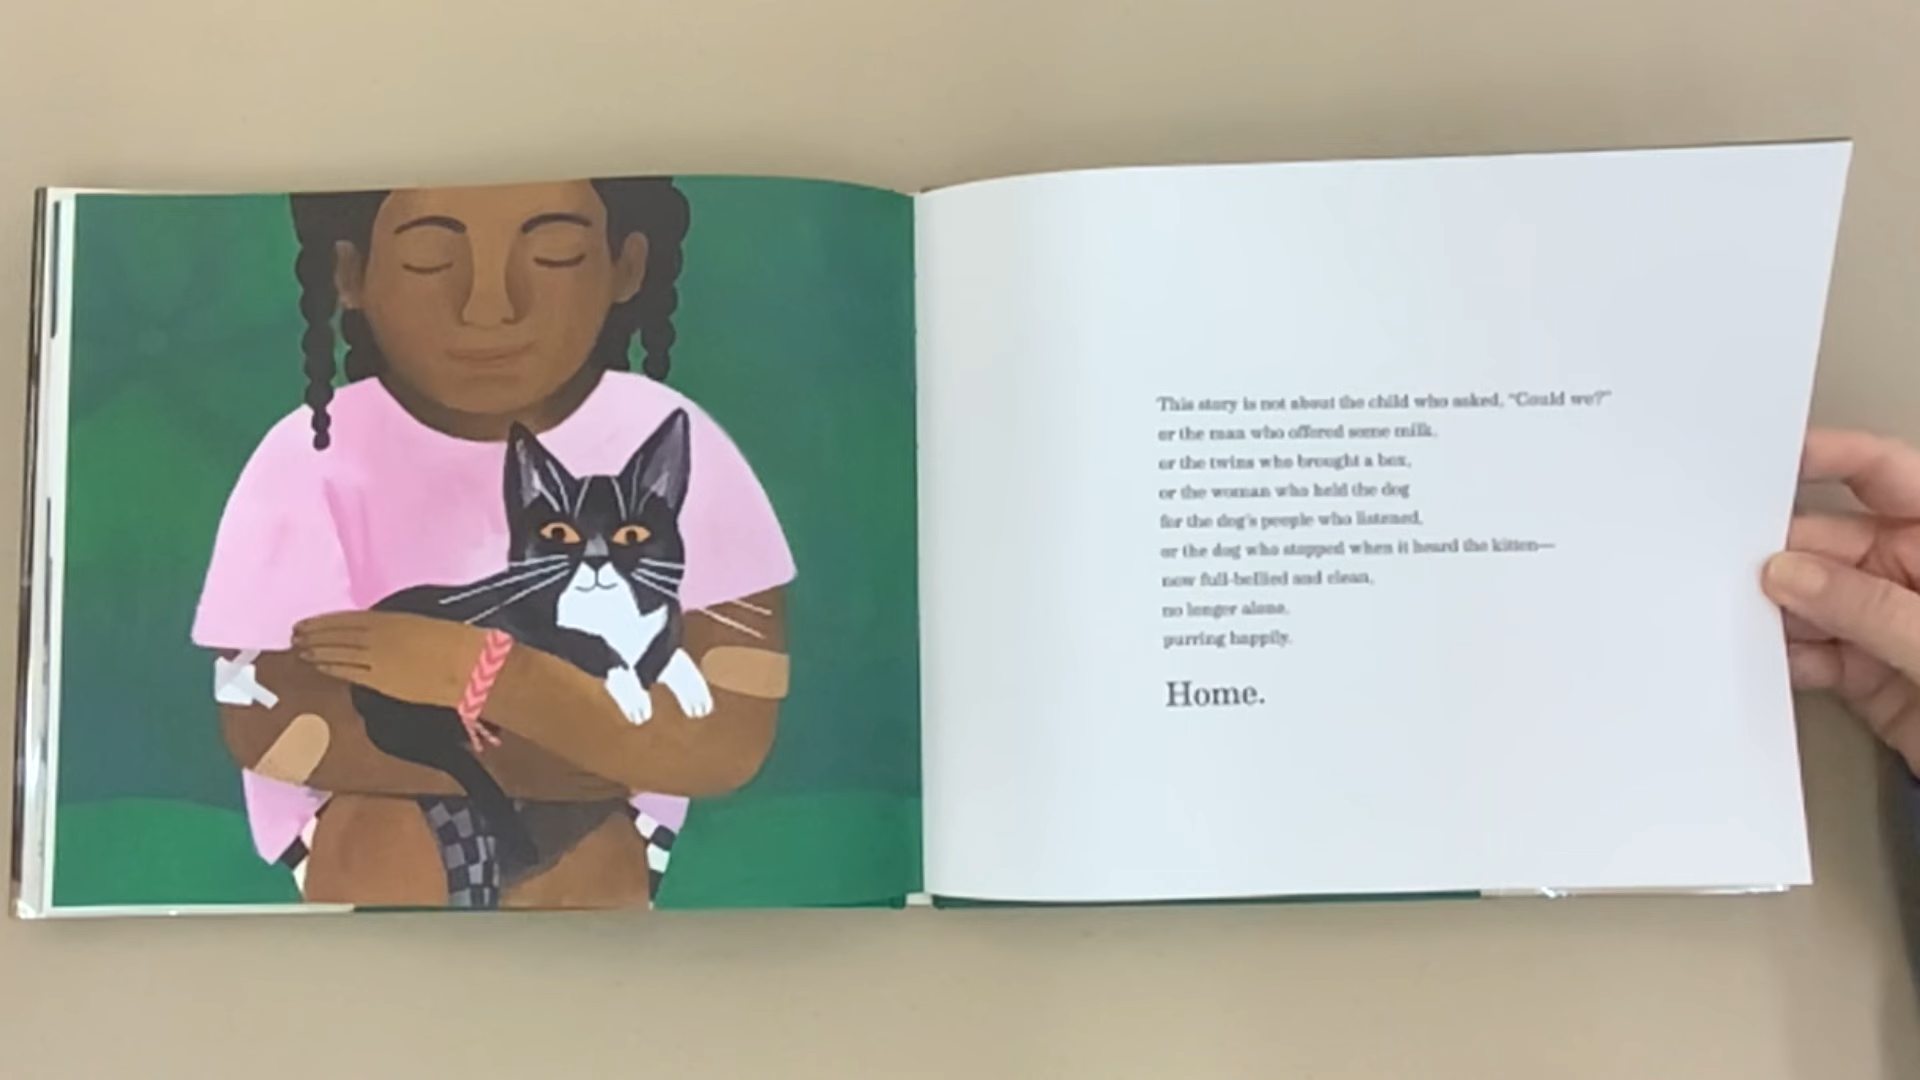 This story is not about the child who asked, “Could we?”
or the man who offered some milk,
or the twins who brought a box,
or the woman who held the dog
for the dog's people who listened,
or the dog who stopped when it heard the kitten—
now full-bellied and clean,
no longer alone,
purring happily.
Home.